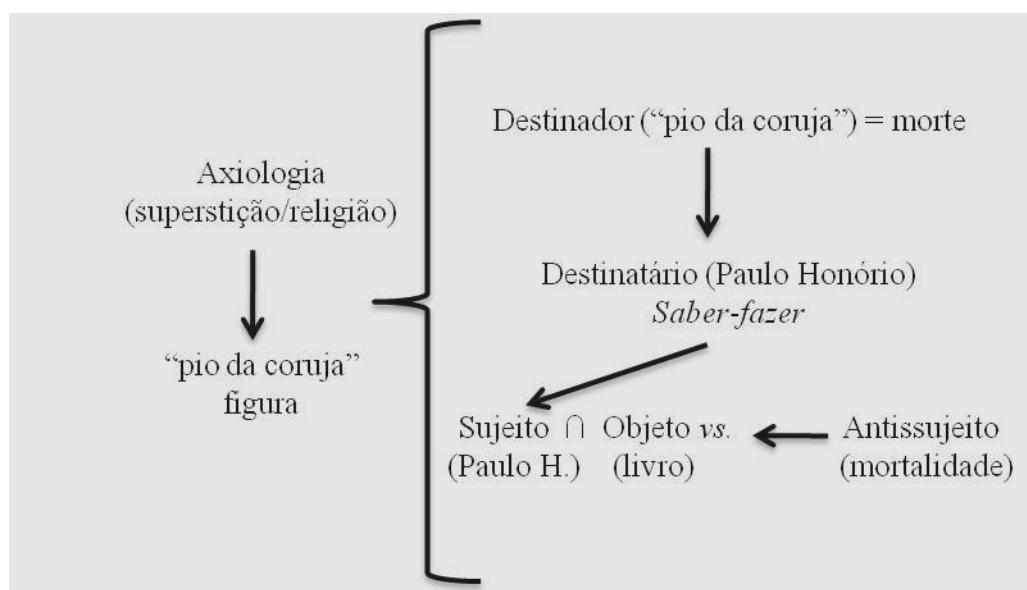 Axiologia
(superstição/religião)
“pio da coruja”
figura
Destinador (“pio da coruja”) = morte
Destinatário (Paulo Honório)
Saber-fazer
Sujeito ∩ Objeto vs.
(Paulo H.) (livro)
Antissujeito
(mortalidade)